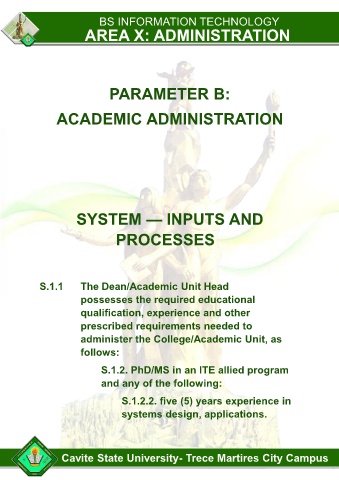 BS INFORMATION TECHNOLOGY
AREA X: ADMINISTRATION
PARAMETER B:
ACADEMIC ADMINISTRATION
SYSTEM — INPUTS AND
PROCESSES
S.1.1 The Dean/Academic Unit Head
possesses the required educational
qualification, experience and other
prescribed requirements needed to
administer the College/Academic Unit, as
follows:
S.1.2. PhD/MS in an ITE allied program
and any of the following:
S.1.2.2. five (5) years experience in
systems design, applications.
Cavite State University- Trece Martires City Campus